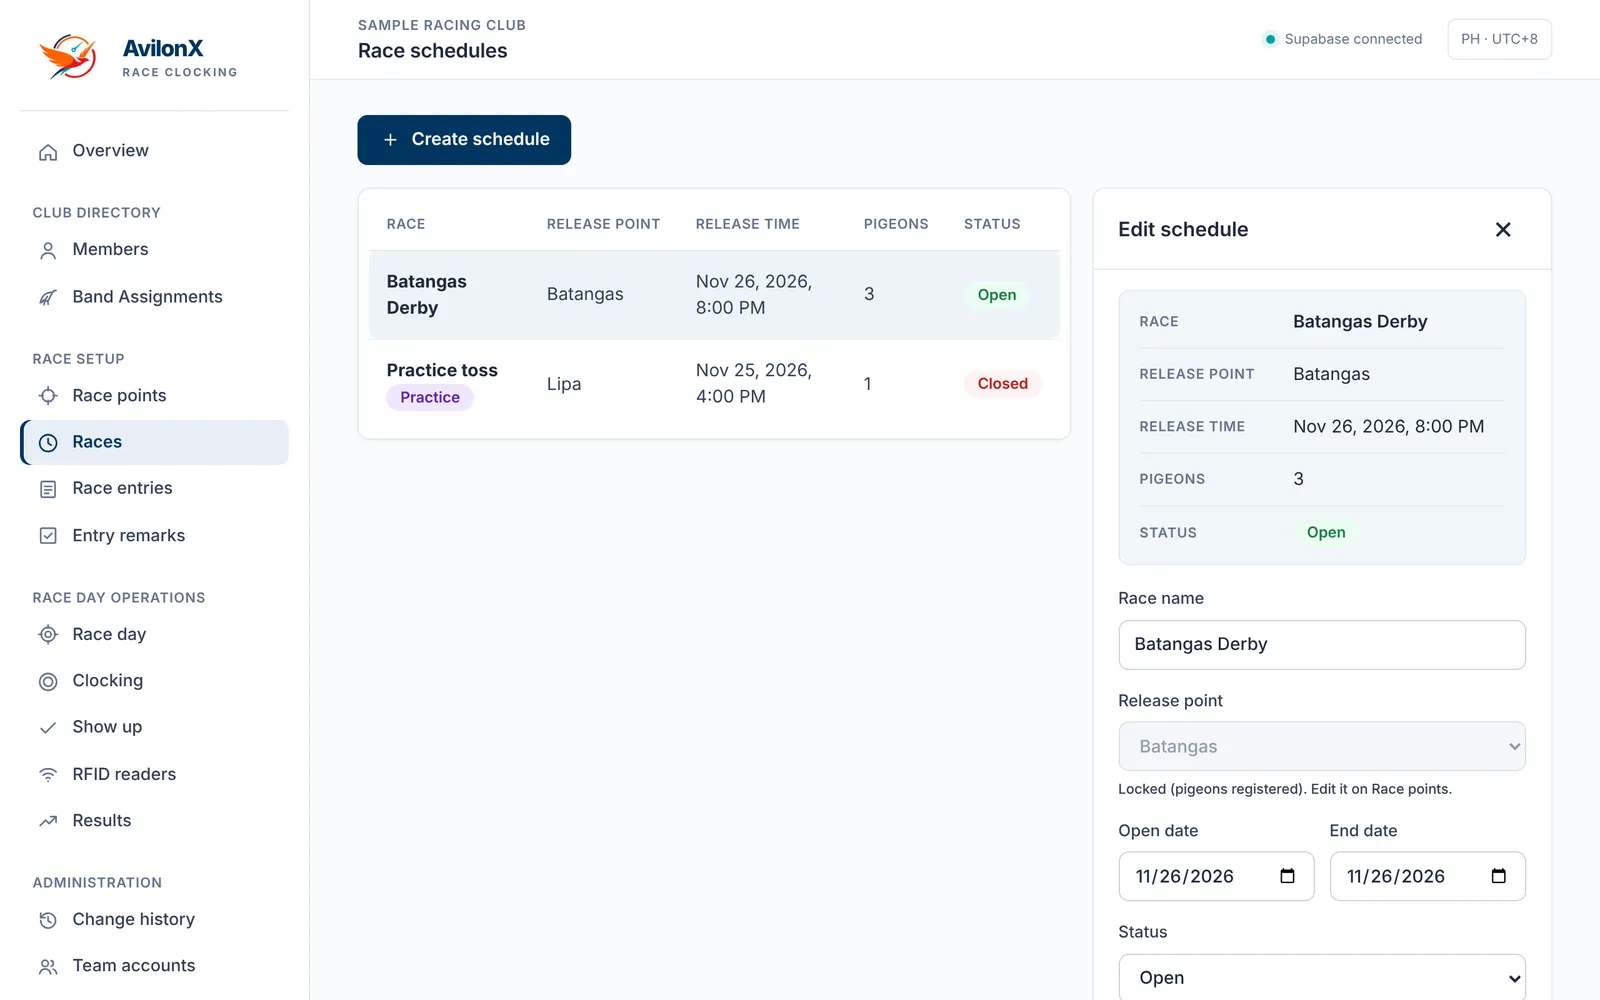 AvilonX
RACE CLOCKING
Overview
CLUB DIRECTORY
Members
Band Assignments
RACE SETUP
Race points
Races
Race entries
Entry remarks
RACE DAY OPERATIONS
Race day
Clocking
Show up
RFID readers
Results
ADMINISTRATION
Change history
Team accounts
SAMPLE RACING CLUB
Race schedules
Supabase connected
PH · UTC+8
+ Create schedule
RACE RELEASE POINT RELEASE TIME PIGEONS STATUS
Batangas Derby Batangas Nov 26, 2026, 8:00 PM 3 Open
Practice toss Practice Lipa Nov 25, 2026, 4:00 PM 1 Closed
Edit schedule
RACE Batangas Derby
RELEASE POINT Batangas
RELEASE TIME Nov 26, 2026, 8:00 PM
PIGEONS 3
STATUS Open
Race name
Batangas Derby
Release point
Batangas
Locked (pigeons registered). Edit it on Race points.
Open date End date
11/26/2026 11/26/2026
Status
Open